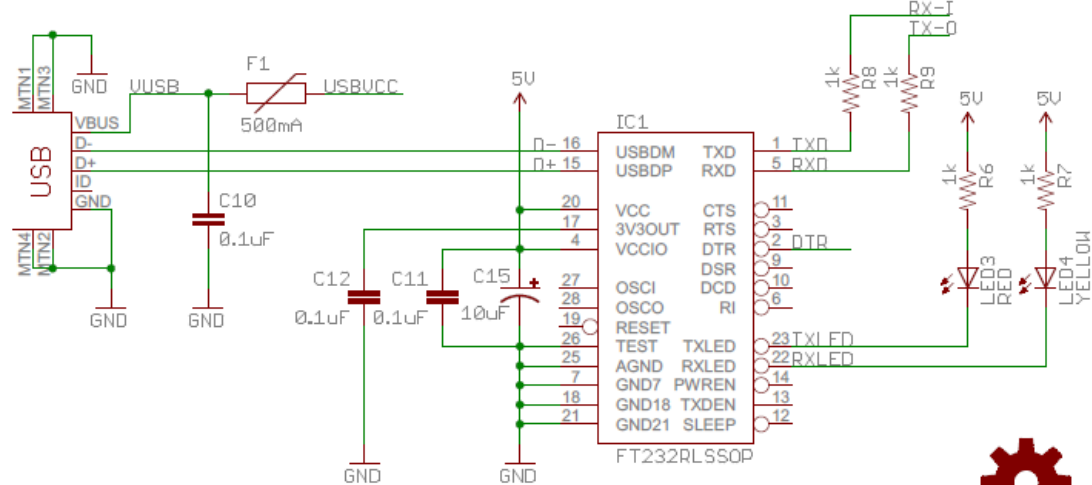 RX-I
TX-O
MTN1
MTN3
GND
VUSB
F1
500mA
USBVCC
5V
1k
R8
1k
R9
5V
5V
USB
VBUS
D-
D+
ID
GND
MTN4
MTN2
GND
C10
0.1uF
GND
IC1
D- 16 USBDM TXD 1 TXD
D+ 15 USBDP RXD 5 RXD
20 VCC CTS 11
17 3V3OUT RTS 3
4 VCCIO DTR 2 DTR
DSR 9
27 OSCI DCD 10
28 OSCO RI 6
19 RESET
26 TEST TXLED 23 TXLED
25 AGND RXLED 22 RXLED
7 GND7 PWREN 14
18 GND18 TXDEN 13
21 GND21 SLEEP 12
FT232RLSSOP
C12
0.1uF
C11
0.1uF
C15
+
10uF
GND
GND
1k
R6
1k
R7
LED3
RED
LED4
YELLOW